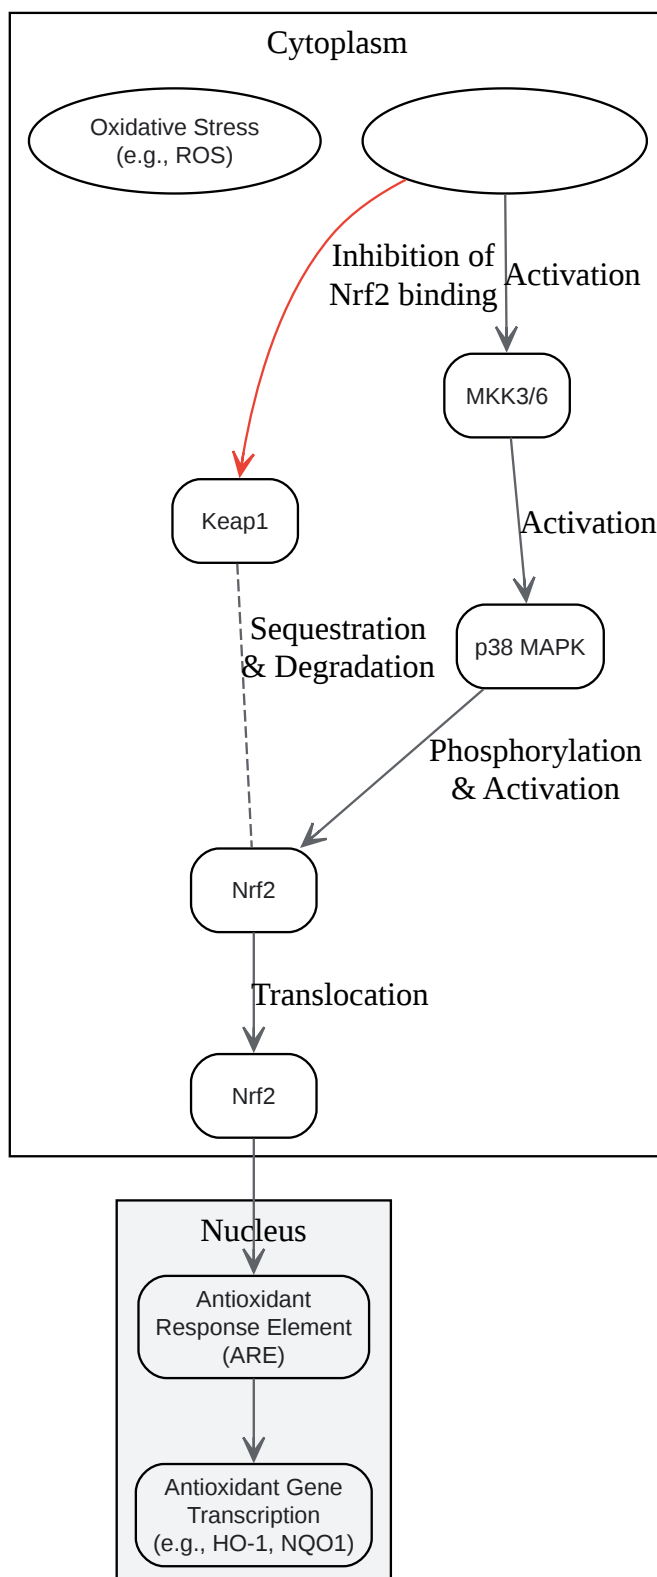 Cytoplasm
Oxidative Stress
(e.g., ROS)
Inhibition of
Nrf2 binding
Activation
MKK3/6
Keap1
Activation
Sequestration
& Degradation
p38 MAPK
Phosphorylation
& Activation
Nrf2
Translocation
Nrf2
Nucleus
Antioxidant
Response Element
(ARE)
Antioxidant Gene
Transcription
(e.g., HO-1, NQO1)